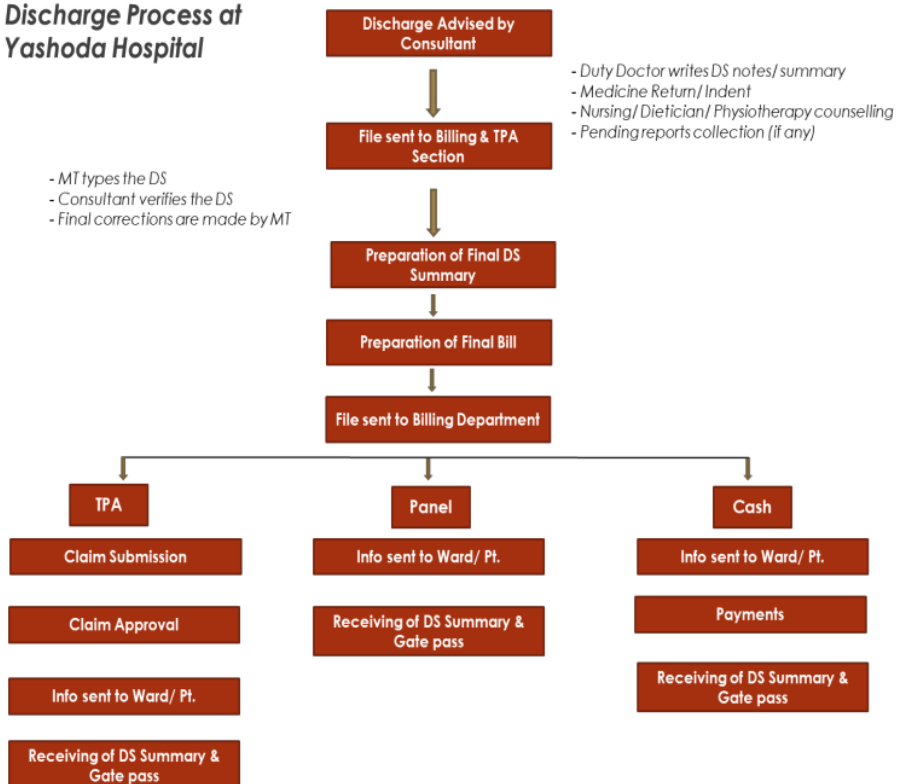 Discharge Process at
Yashoda Hospital
Discharge Advised by
Consultant
- Duty Doctor writes DS notes/ summary
- Medicine Return/ Indent
- Nursing/ Dietician/ Physiotherapy counselling
- Pending reports collection (if any)
File sent to Billing & TPA
Section
- MT types the DS
- Consultant verifies the DS
- Final corrections are made by MT
Preparation of Final DS
Summary
Preparation of Final Bill
File sent to Billing Department
TPA
Claim Submission
Claim Approval
Info sent to Ward/ Pt.
Receiving of DS Summary &
Gate pass
Panel
Info sent to Ward/ Pt.
Receiving of DS Summary &
Gate pass
Cash
Info sent to Ward/ Pt.
Payments
Receiving of DS Summary &
Gate pass